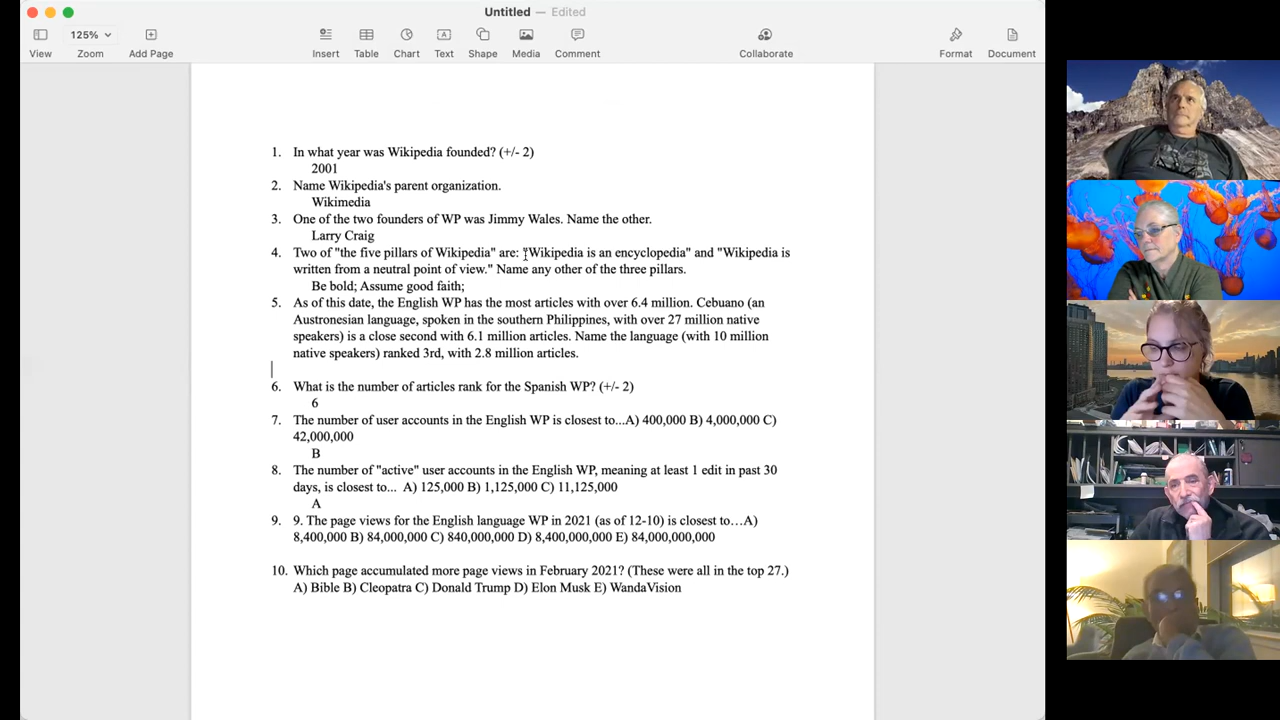 Untitled — Edited
125%
View Zoom Add Page Insert Table Chart Text Shape Media Comment Collaborate Format Document
1. In what year was Wikipedia founded? (+/- 2)
2001
2. Name Wikipedia's parent organization.
Wikimedia
3. One of the two founders of WP was Jimmy Wales. Name the other.
Larry Craig
4. Two of "the five pillars of Wikipedia" are: "Wikipedia is an encyclopedia" and "Wikipedia is
written from a neutral point of view." Name any other of the three pillars.
Be bold; Assume good faith;
5. As of this date, the English WP has the most articles with over 6.4 million. Cebuano (an
Austronesian language, spoken in the southern Philippines, with over 27 million native
speakers) is a close second with 6.1 million articles. Name the language (with 10 million
native speakers) ranked 3rd, with 2.8 million articles.
6. What is the number of articles rank for the Spanish WP? (+/- 2)
6
7. The number of user accounts in the English WP is closest to...A) 400,000 B) 4,000,000 C)
42,000,000
B
8. The number of "active" user accounts in the English WP, meaning at least 1 edit in past 30
days, is closest to... A) 125,000 B) 1,125,000 C) 11,125,000
A
9. 9. The page views for the English language WP in 2021 (as of 12-10) is closest to…A)
8,400,000 B) 84,000,000 C) 840,000,000 D) 8,400,000,000 E) 84,000,000,000
10. Which page accumulated more page views in February 2021? (These were all in the top 27.)
A) Bible B) Cleopatra C) Donald Trump D) Elon Musk E) WandaVision